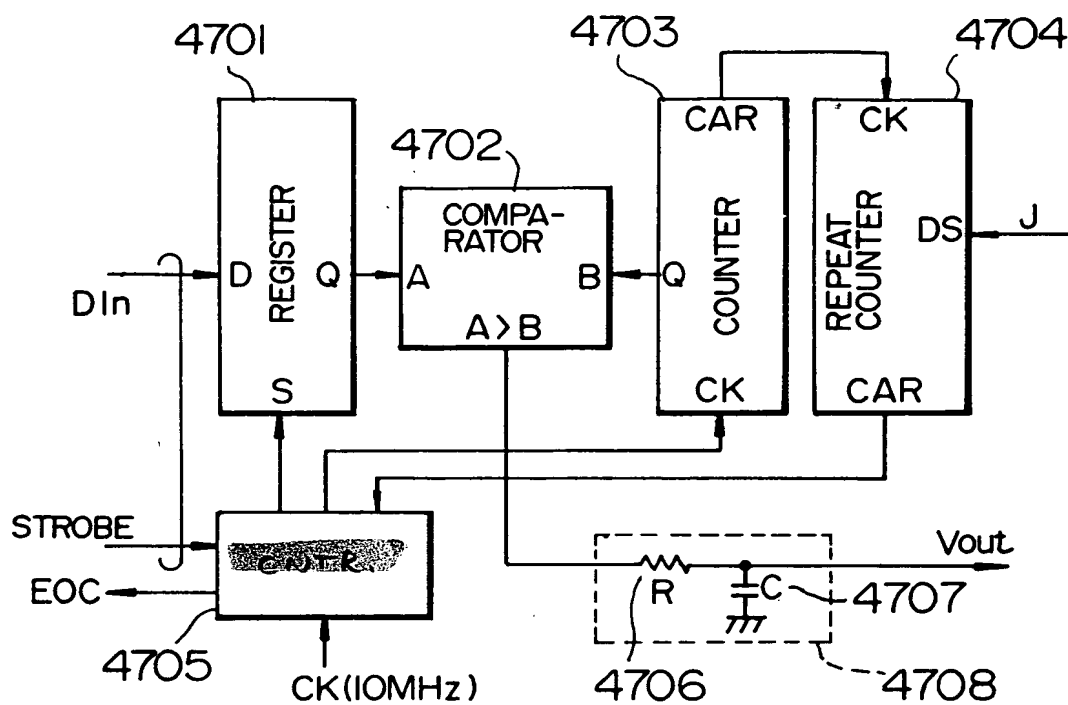 4701
4703
4704
4702
CAR
CK
REGISTER
COMPA-
RATOR
COUNTER
REPEAT
COUNTER
DS
J
D
Q
A
B
Q
DIn
A>B
S
CK
CAR
STROBE
CNTR.
EOC
Vout
R
C
4707
4705
CK(10MHz)
4706
4708